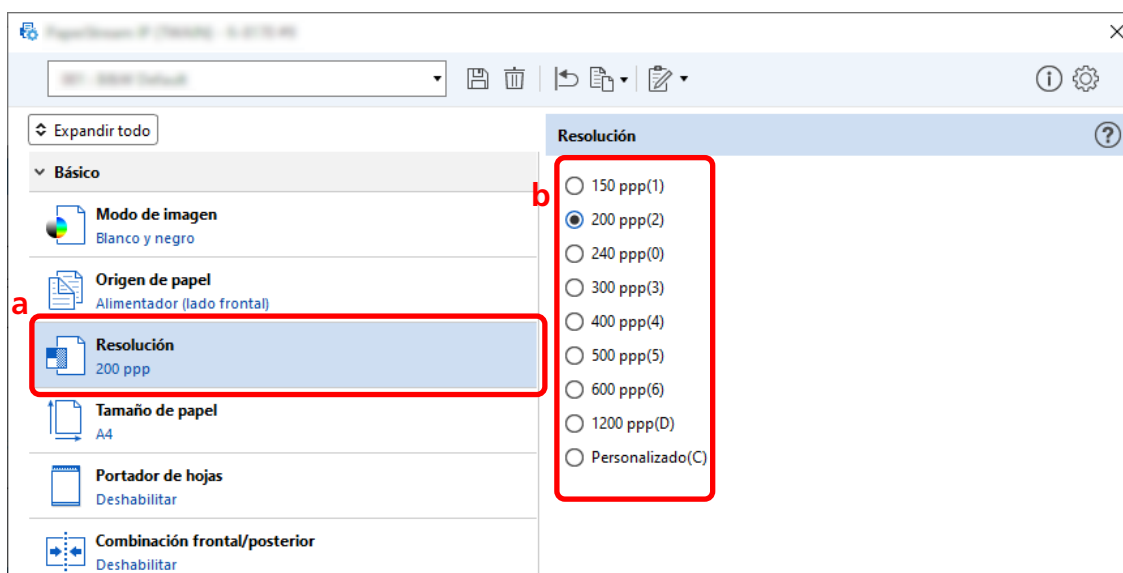 Expandir todo
Básico
Modo de imagen
Blanco y negro
Origen de papel
Alimentador (lado frontal)
a
Resolución
200 ppp
Tamaño de papel
A4
Portador de hojas
Deshabilitar
Combinación frontal/posterior
Deshabilitar
Resolución
b
150 ppp(1)
200 ppp(2)
240 ppp(0)
300 ppp(3)
400 ppp(4)
500 ppp(5)
600 ppp(6)
1200 ppp(D)
Personalizado(C)